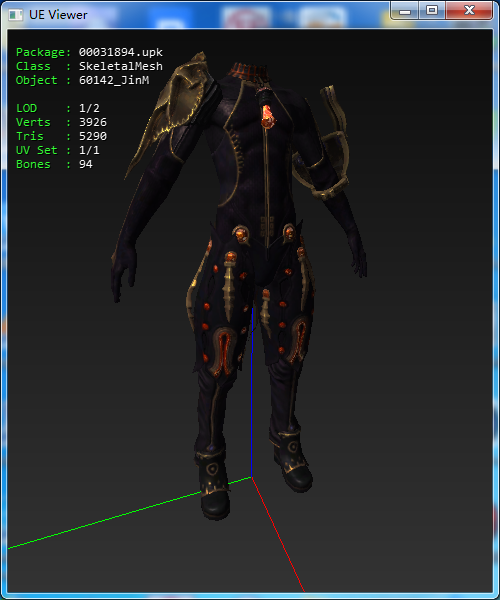 UE Viewer
Package: 00031894.upk
Class : SkeletalMesh
Object : 60142_JinM
LOD : 1/2
Verts : 3926
Tris : 5290
UV Set : 1/1
Bones : 94